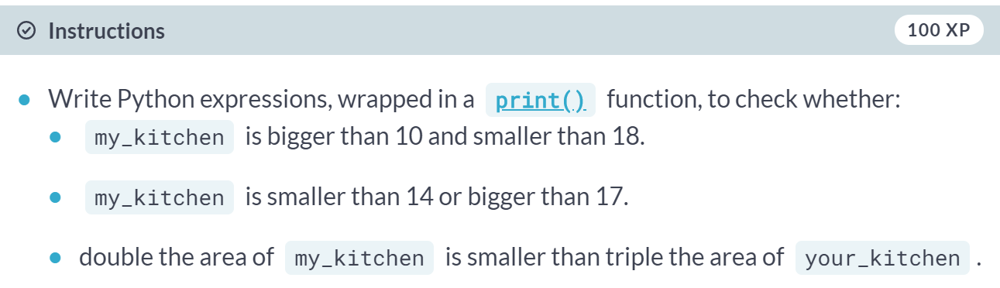 Instructions 100 XP
Write Python expressions, wrapped in a print() function, to check whether:
my_kitchen is bigger than 10 and smaller than 18.
my_kitchen is smaller than 14 or bigger than 17.
double the area of my_kitchen is smaller than triple the area of your_kitchen .